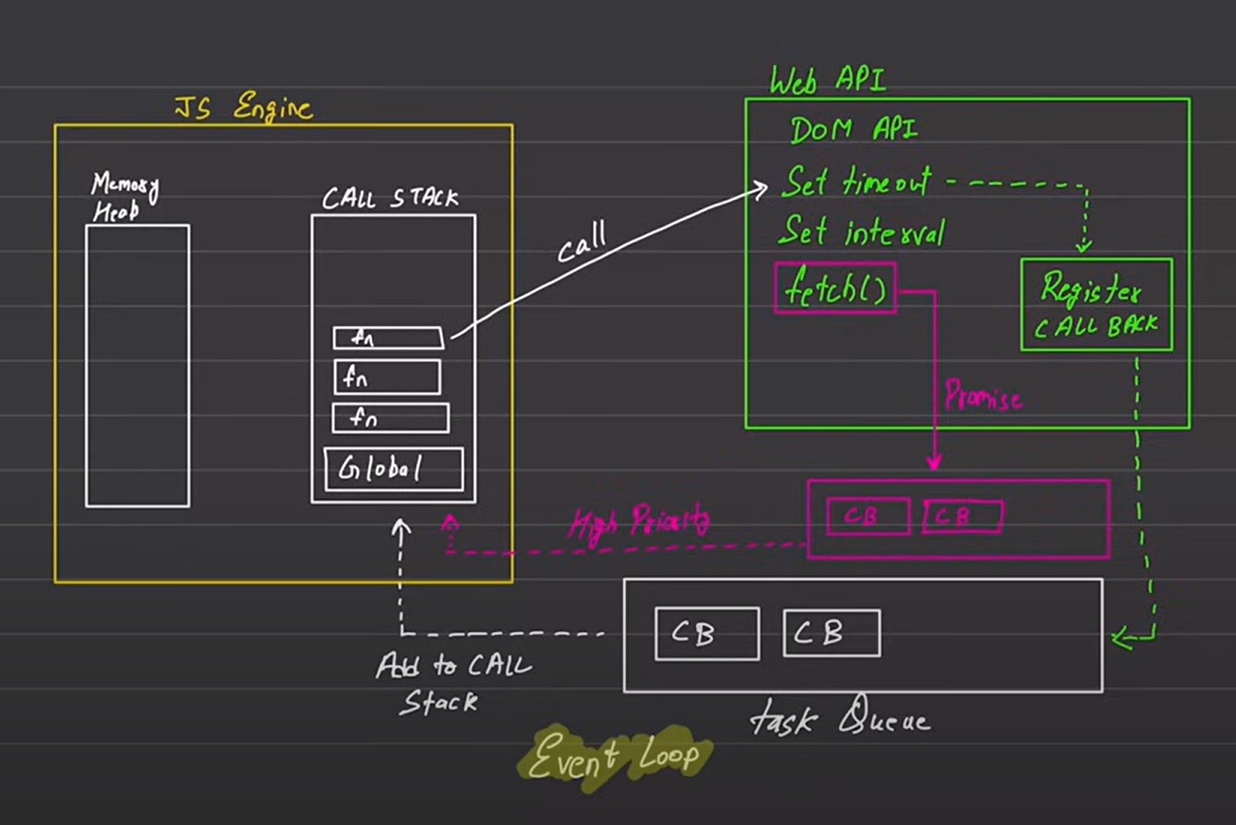 Web API
JS Engine
DOM API
Memory
Heab
CALL STACK
Set timeout
call
Set interval
fetch()
Register
CALL BACK
fn
fn
fn
Global
Promise
High Priority
CB
CB
CB
CB
Add to CALL
Stack
task Queue
Event Loop